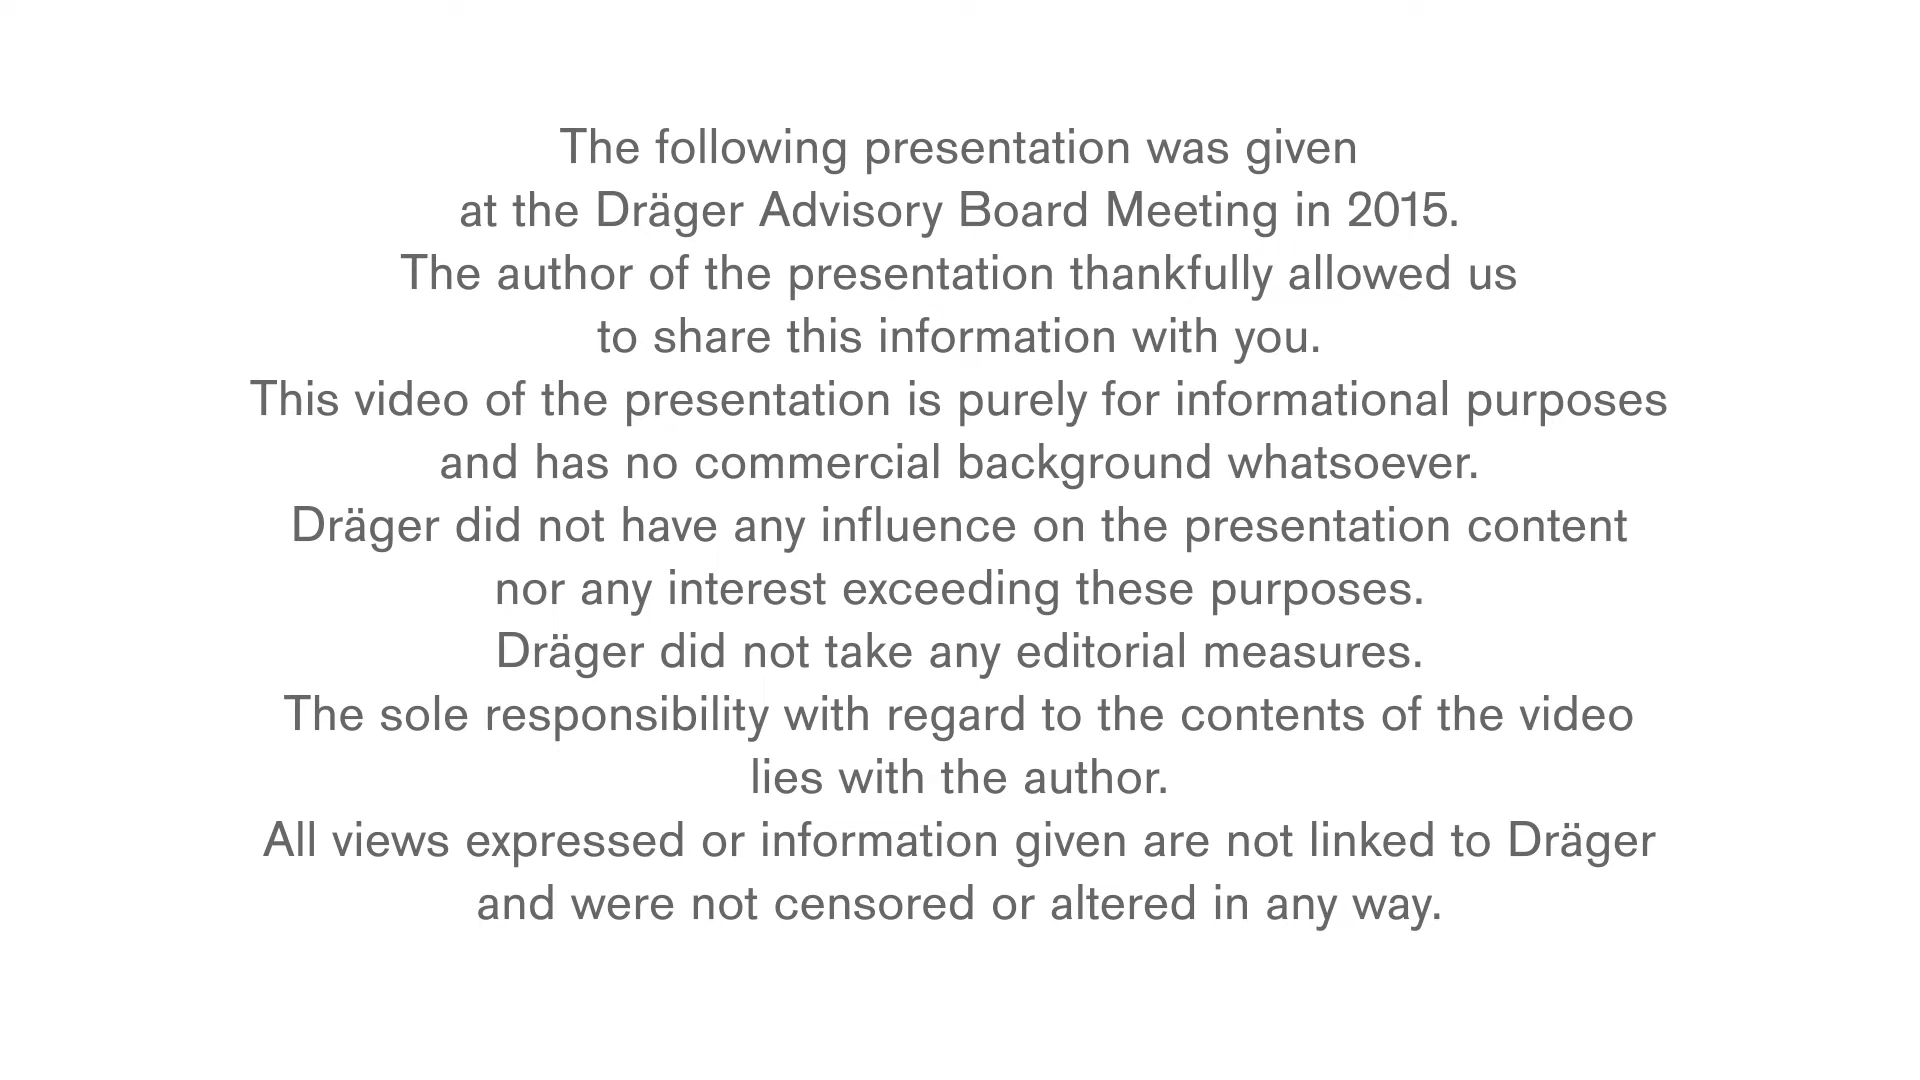 The following presentation was given
at the Dräger Advisory Board Meeting in 2015.
The author of the presentation thankfully allowed us
to share this information with you.
This video of the presentation is purely for informational purposes
and has no commercial background whatsoever.
Dräger did not have any influence on the presentation content
nor any interest exceeding these purposes.
Dräger did not take any editorial measures.
The sole responsibility with regard to the contents of the video
lies with the author.
All views expressed or information given are not linked to Dräger
and were not censored or altered in any way.